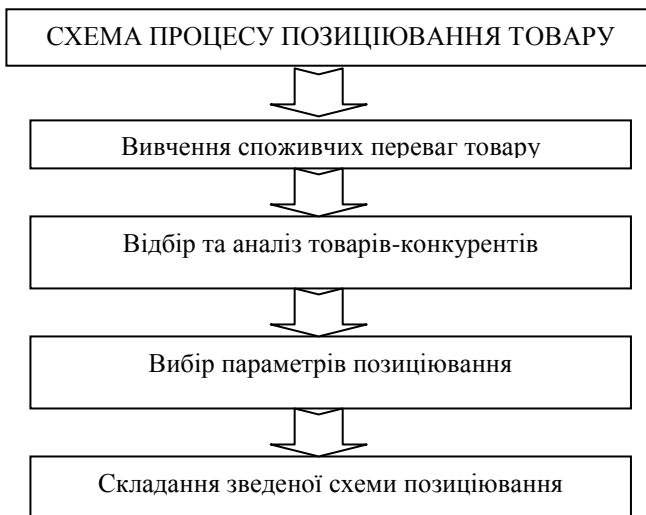 СХЕМА ПРОЦЕСУ ПОЗИЦІЮВАННЯ ТОВАРУ
Вивчення споживчих переваг товару
Відбір та аналіз товарів-конкурентів
Вибір параметрів позиціювання
Складання зведеної схеми позиціювання